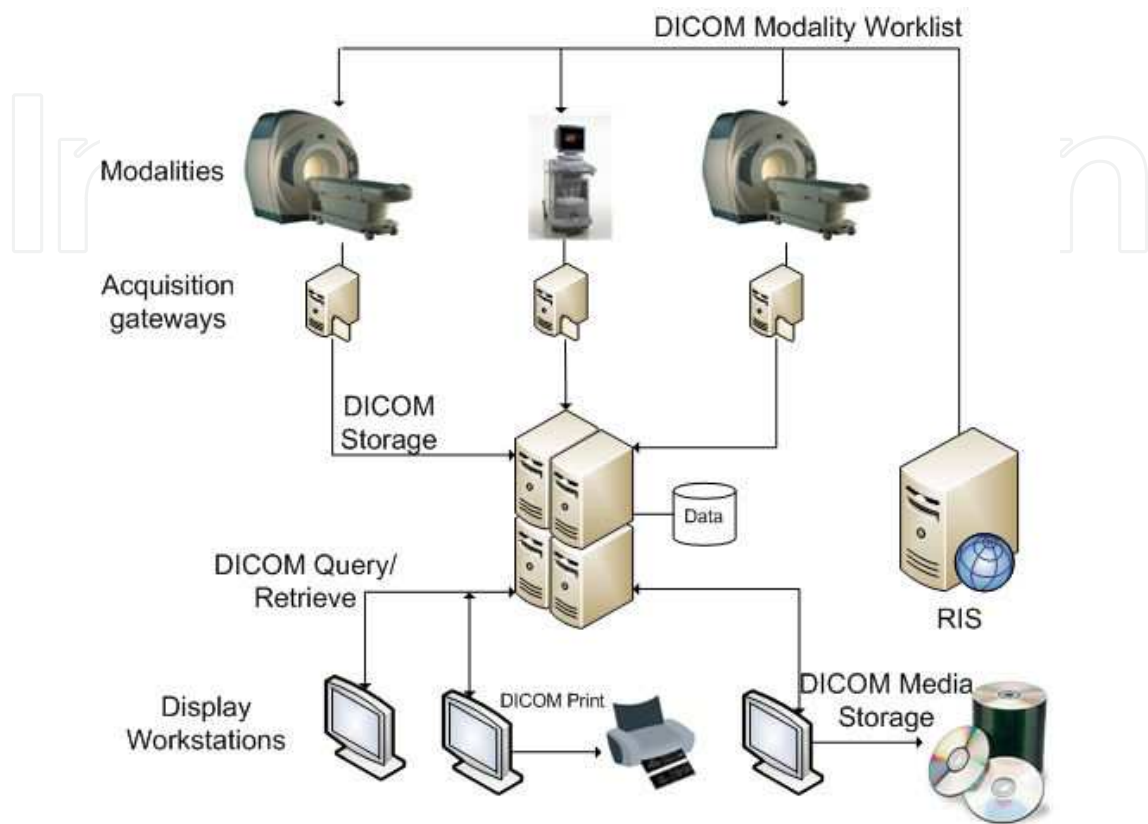 DICOM Modality Worklist
Modalities
Acquisition
gateways
DICOM
Storage
Data
DICOM Query/
Retrieve
RIS
Display
Workstations
DICOM Print
DICOM Media
Storage